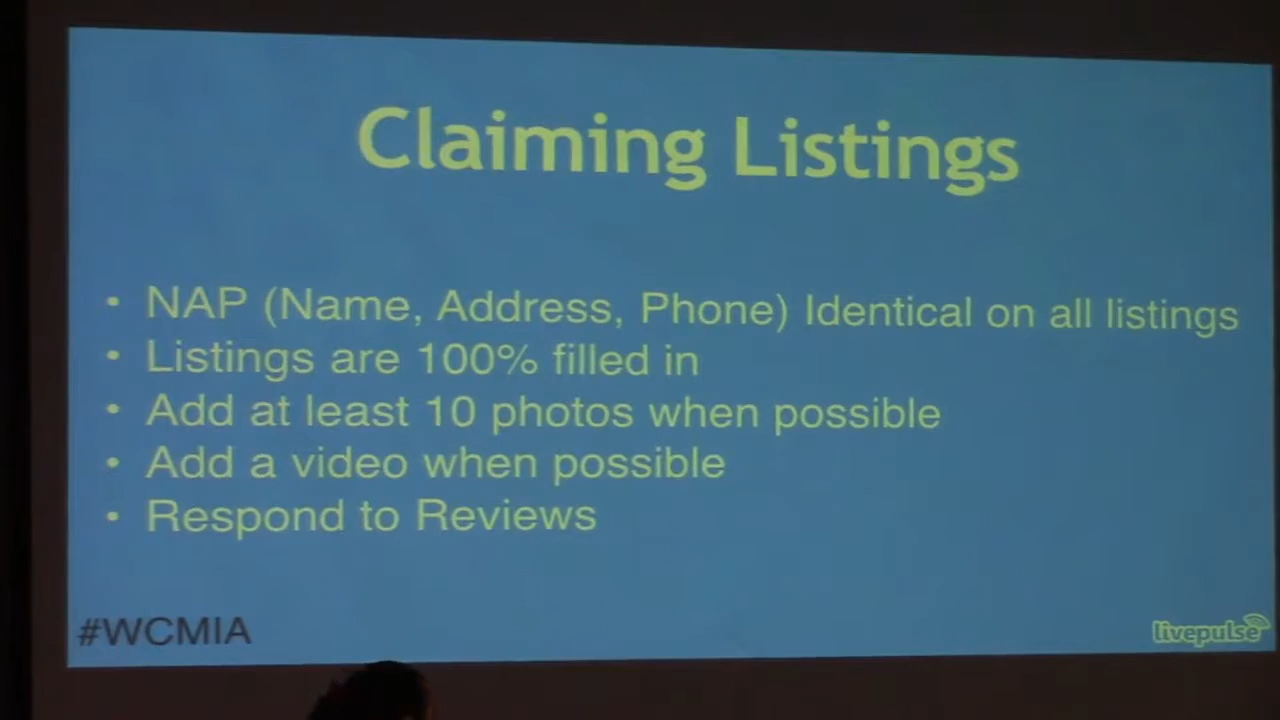 Claiming Listings
• NAP (Name, Address, Phone) Identical on all listings
• Listings are 100% filled in
• Add at least 10 photos when possible
• Add a video when possible
• Respond to Reviews
#WCMIA
livepulse